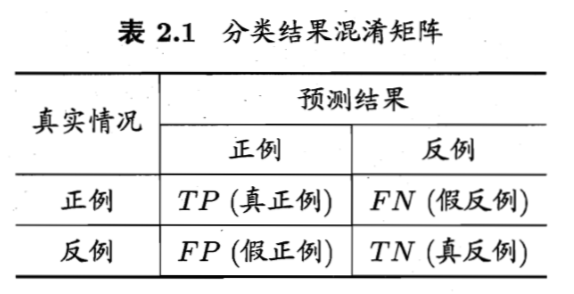 表 2.1 分类结果混淆矩阵
真实情况 预测结果
正例 反例
正例 TP (真正例) FN (假反例)
反例 FP (假正例) TN (真反例)